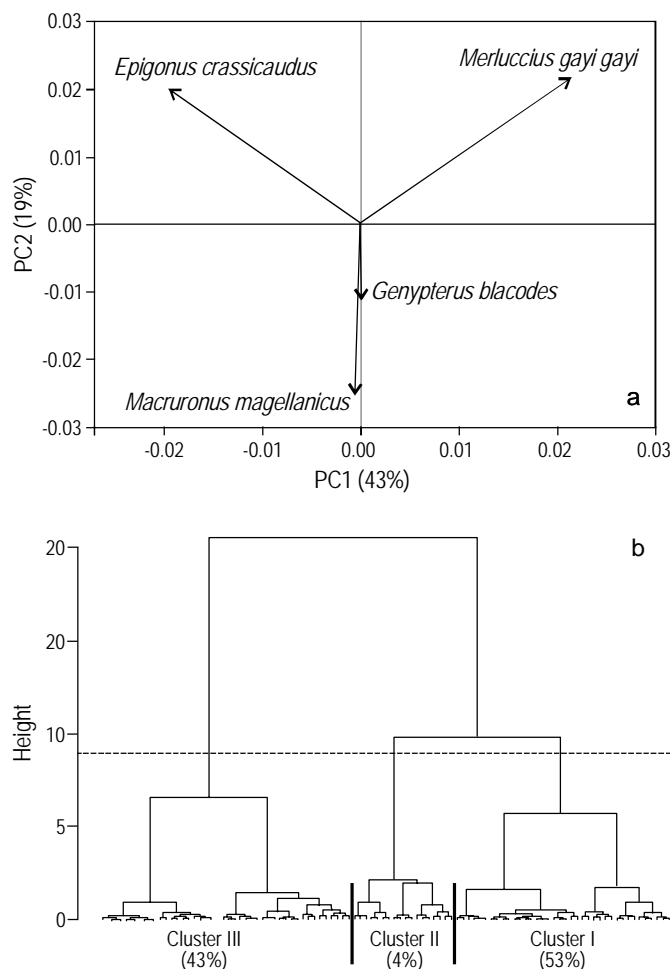 0.03
0.02
0.01
0.00
-0.01
-0.02
-0.03
PC2 (19%)
Epigonus crassicaudus
Merluccius gayi gayi
Genypterus blacodes
Macruronus magellanicus
a
-0.02 -0.01 0.00 0.01 0.02 0.03
PC1 (43%)
b
20
20
10
5
0
Height
Cluster III Cluster II Cluster I
(43%) (4%) (53%)